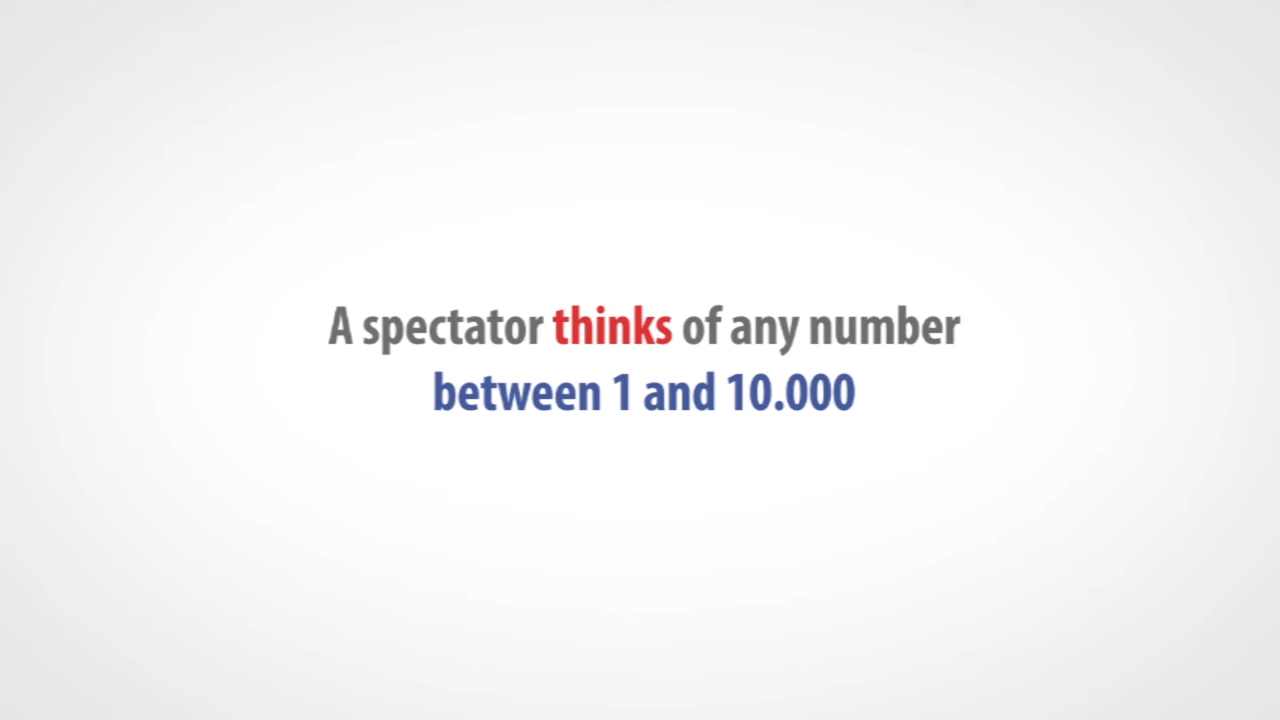 A spectator thinks of any number
between 1 and 10.000